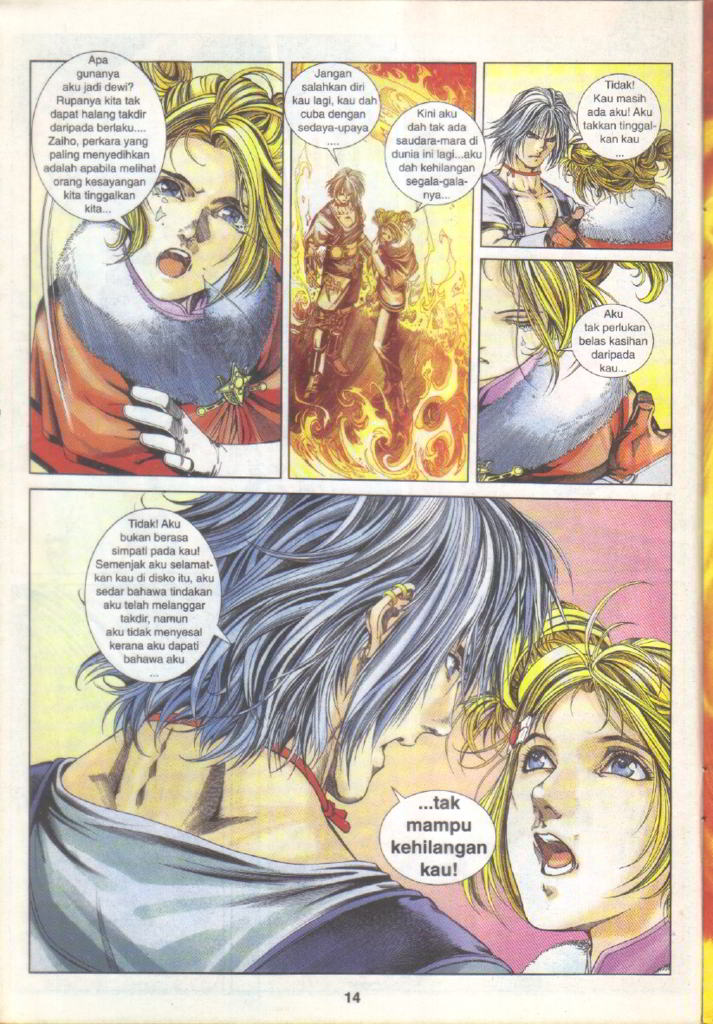 Apa
gunanya
aku jadi dewi?
Rupanya kita tak
dapat halang takdir
daripada berlaku....
Zaiho, perkara yang
paling menyedihkan
adalah apabila melihat
orang kesayangan
kita tinggalkan
kita...
Jangan
salahkan diri
kau lagi, kau dah
cuba dengan
sedaya-upaya
....
Kini aku
dah tak ada
saudara-mara di
dunia ini lagi...aku
dah kehilangan
segala-gala-
nya...
Tidak!
Kau masih
ada aku! Aku
takkan tinggal-
kan kau
...
Aku
tak perlukan
belas kasihan
daripada
kau...
Tidak! Aku
bukan berasa
simpati pada kau!
Semenjak aku selamat-
kan kau di disko itu, aku
sedar bahawa tindakan
aku telah melanggar
takdir, namun
aku tidak menyesal
kerana aku dapati
bahawa aku
...
...tak
mampu
kehilangan
kau!
14